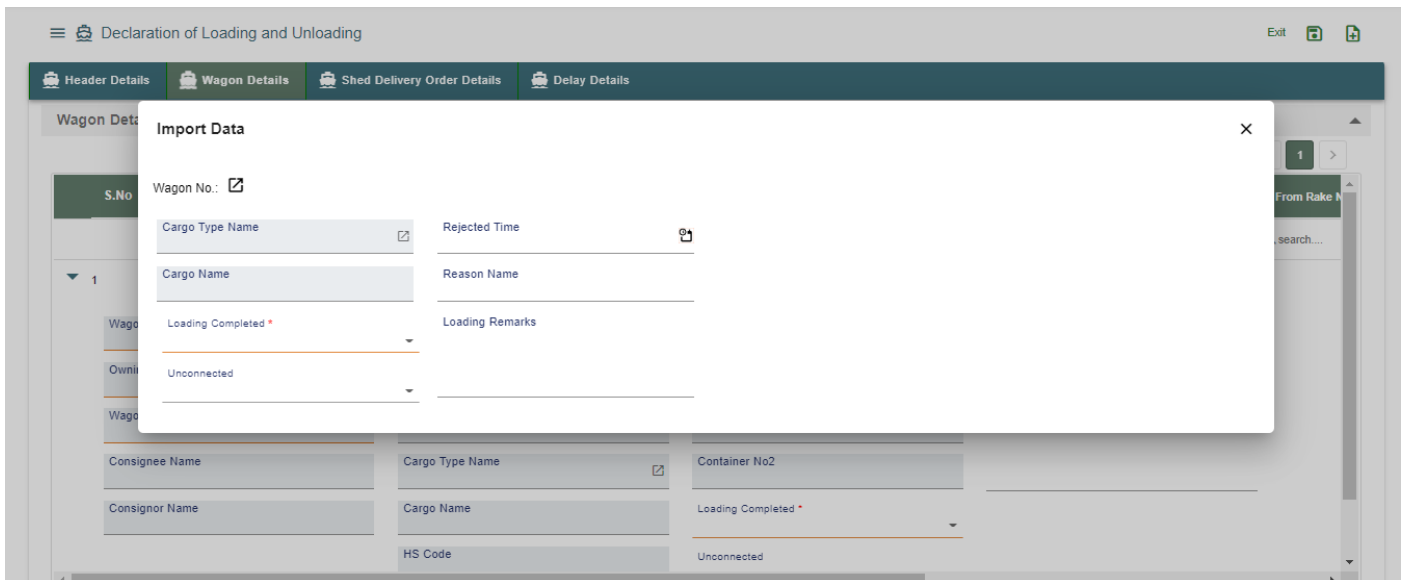 Declaration of Loading and Unloading
Exit
Header Details
Wagon Details
Shed Delivery Order Details
Delay Details
Wagon Deta
Import Data
1
S.No
Wagon No.:
From Rake N
Cargo Type Name
Rejected Time
search....
1
Cargo Name
Reason Name
Wago
Loading Completed *
Loading Remarks
Owni
Unconnected
Wago
Consignee Name
Cargo Type Name
Container No2
Consignor Name
Cargo Name
Loading Completed *
HS Code
Unconnected